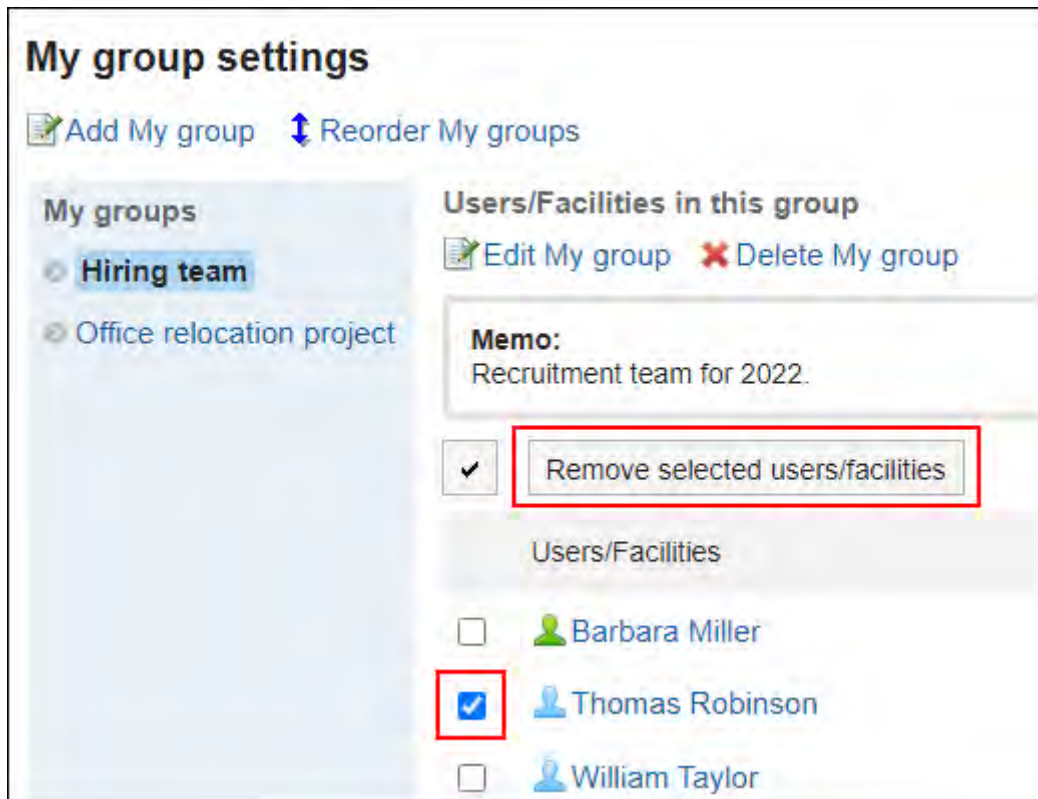 My group settings
Add My group Reorder My groups
My groups
Hiring team
Office relocation project
Users/Facilities in this group
Edit My group Delete My group
Memo:
Recruitment team for 2022.
Remove selected users/facilities
Users/Facilities
Barbara Miller
Thomas Robinson
William Taylor